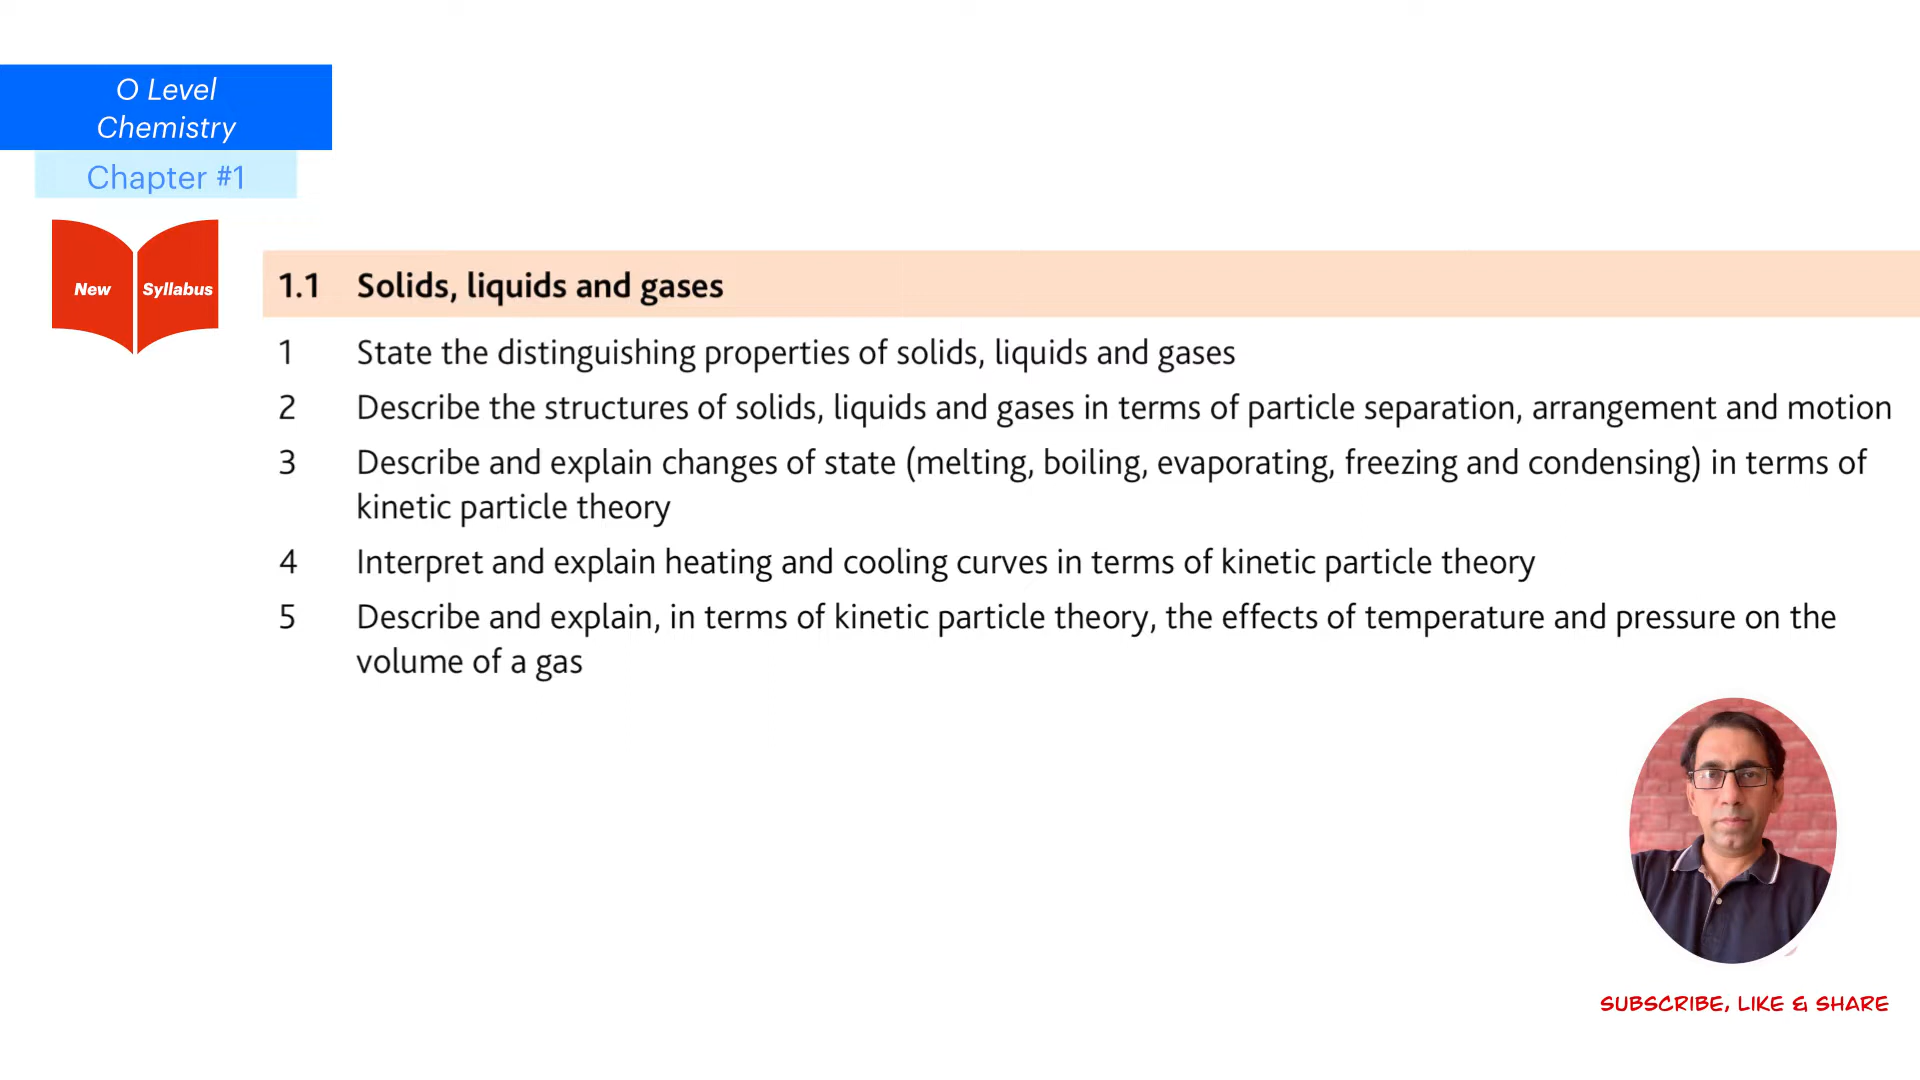 O Level
Chemistry
Chapter #1
New Syllabus
1.1 Solids, liquids and gases
1 State the distinguishing properties of solids, liquids and gases
2 Describe the structures of solids, liquids and gases in terms of particle separation, arrangement and motion
3 Describe and explain changes of state (melting, boiling, evaporating, freezing and condensing) in terms of
kinetic particle theory
4 Interpret and explain heating and cooling curves in terms of kinetic particle theory
5 Describe and explain, in terms of kinetic particle theory, the effects of temperature and pressure on the
volume of a gas
SUBSCRIBE, LIKE & SHARE